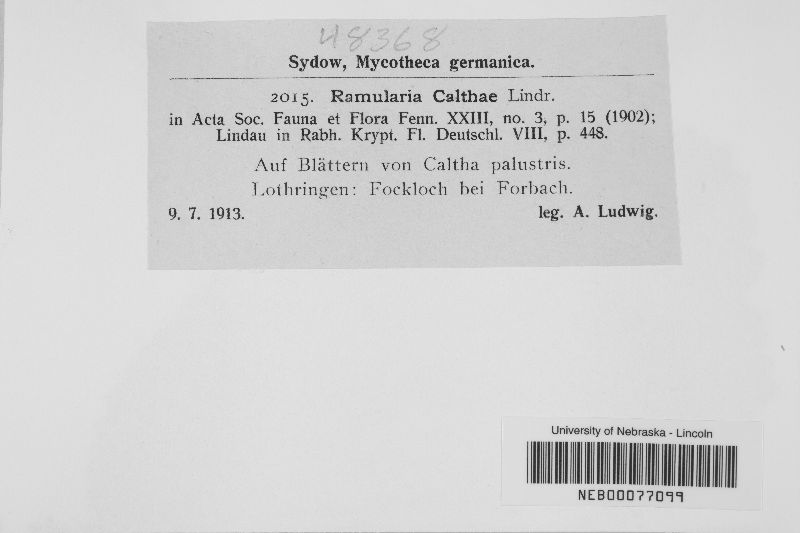 48368
Sydow, Mycotheca germanica.
2015. Ramularia Calthae Lindr.
in Acta Soc. Fauna et Flora Fenn. XXIII, no. 3, p. 15 (1902);
Lindau in Rabh. Krypt. Fl. Deutschl. VIII, p. 448.
Auf Blättern von Caltha palustris.
Lothringen: Fockloch bei Forbach.
9. 7. 1913. leg. A. Ludwig.
University of Nebraska - Lincoln
NEB00077099